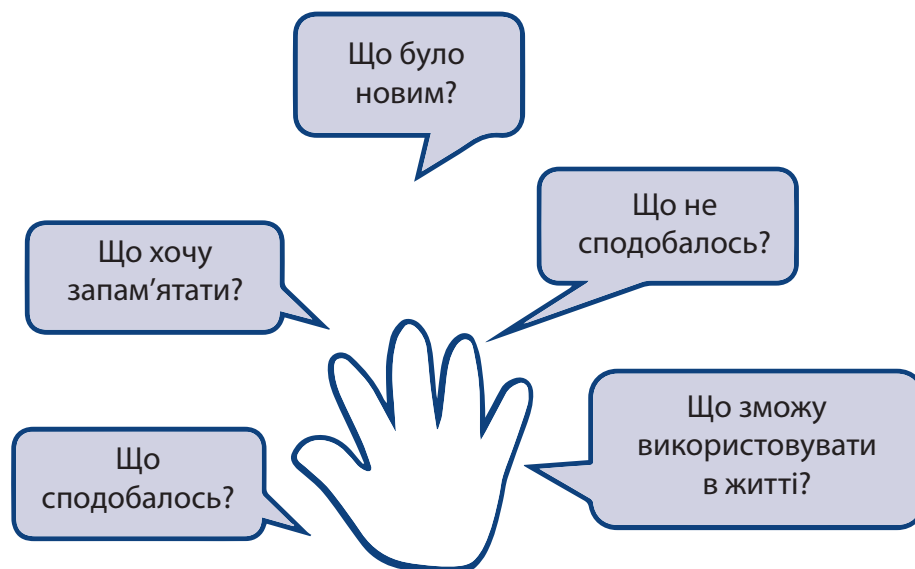 Що було
новим?
Що не
сподобалось?
Що хочу
запам’ятати?
Що зможу
використовувати
в житті?
Що
сподобалось?